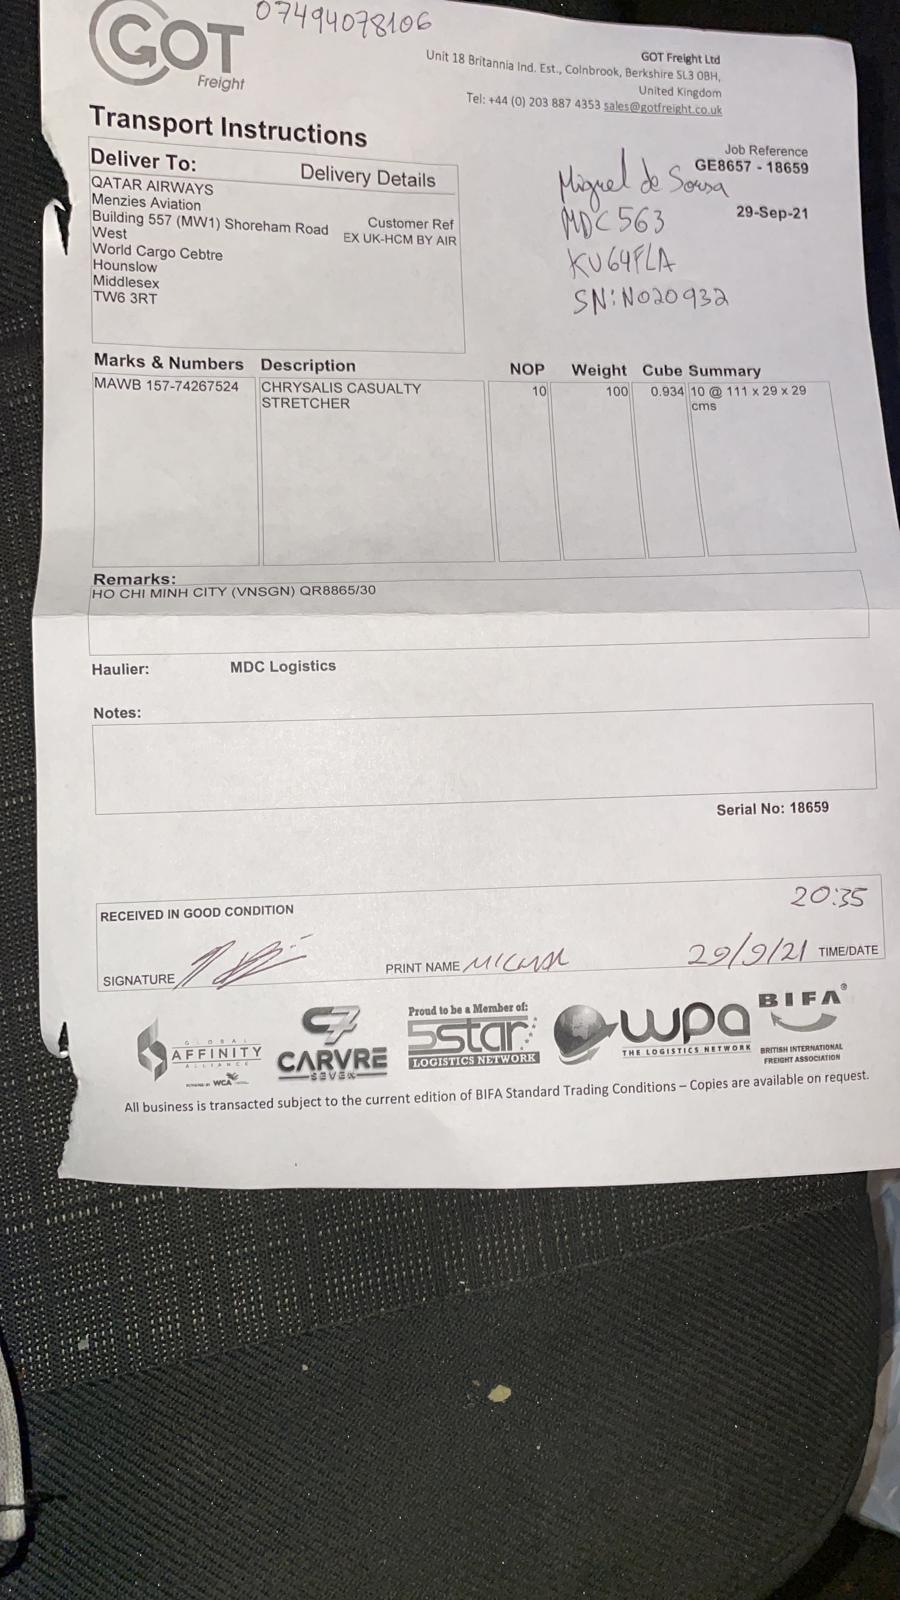 07494078106
GOT
Freight
GOT Freight Ltd
Unit 18 Britannia Ind. Est., Colnbrook, Berkshire SL3 0BH,
United Kingdom
Tel: +44 (0) 203 887 4353 sales@gotfreight.co.uk
Transport Instructions
Job Reference
GE8657 - 18659
29-Sep-21
Deliver To:
Delivery Details
QATAR AIRWAYS
Menzies Aviation
Building 557 (MW1) Shoreham Road
West
World Cargo Cebtre
Hounslow
Middlesex
TW6 3RT
Customer Ref
EX UK-HCM BY AIR
Miguel de Sousa
MDC563
KU64FLA
SN:N020932
Marks & Numbers Description NOP Weight Cube Summary
MAWB 157-74267524 CHRYSALIS CASUALTY 10 100 0.934 10 @ 111 x 29 x 29
STRETCHER cms
Remarks:
HO CHI MINH CITY (VNSGN) QR8865/30
Haulier: MDC Logistics
Notes:
Serial No: 18659
RECEIVED IN GOOD CONDITION
20:35
SIGNATURE
PRINT NAME
29/9/21 TIME/DATE
GLOBAL
AFFINITY
ALLIANCE
POWERED BY WCA
C7
CARVRE
SEVEN
Proud to be a Member of:
5star
LOGISTICS NETWORK
wpa
THE LOGISTICS NETWORK
BIFA®
BRITISH INTERNATIONAL
FREIGHT ASSOCIATION
All business is transacted subject to the current edition of BIFA Standard Trading Conditions – Copies are available on request.